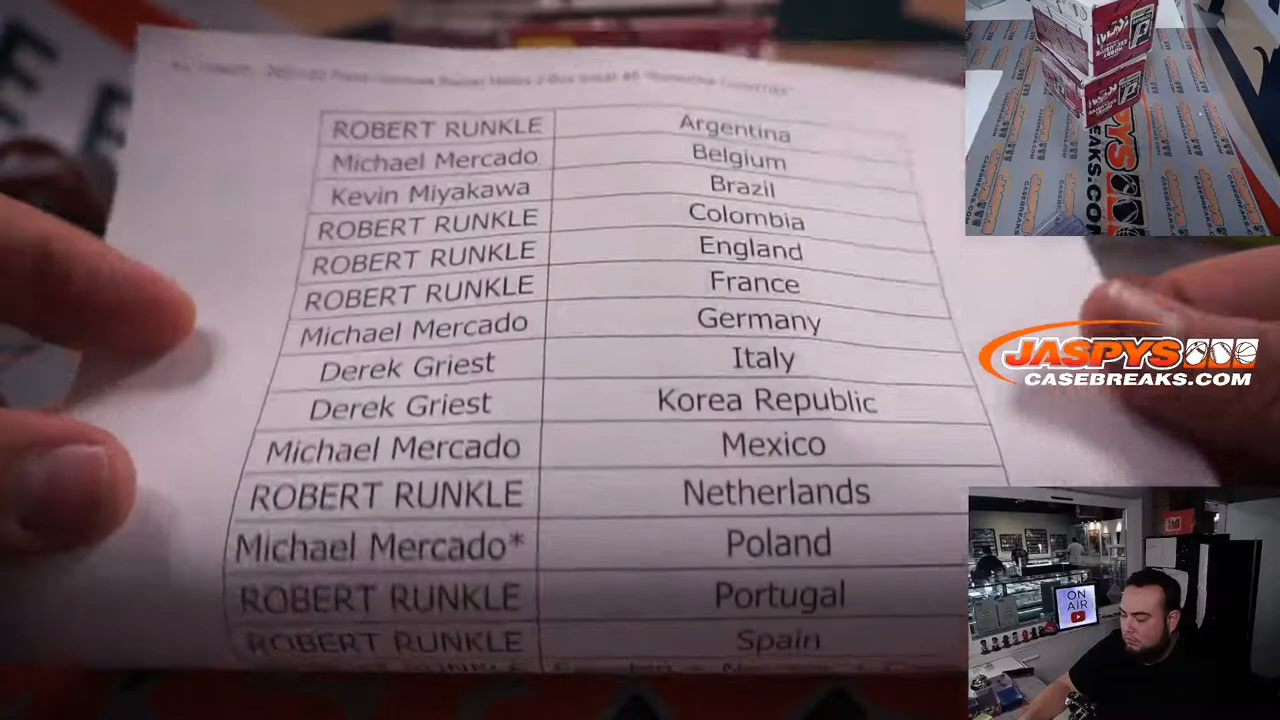 ROBERT RUNKLE Argentina
Michael Mercado Belgium
Kevin Miyakawa Brazil
ROBERT RUNKLE Colombia
ROBERT RUNKLE England
ROBERT RUNKLE France
Michael Mercado Germany
Derek Griest Italy
Derek Griest Korea Republic
Michael Mercado Mexico
ROBERT RUNKLE Netherlands
Michael Mercado* Poland
ROBERT RUNKLE Portugal
ROBERT RUNKLE Spain
JASPYS
CASEBREAKS.COM
ON
AIR